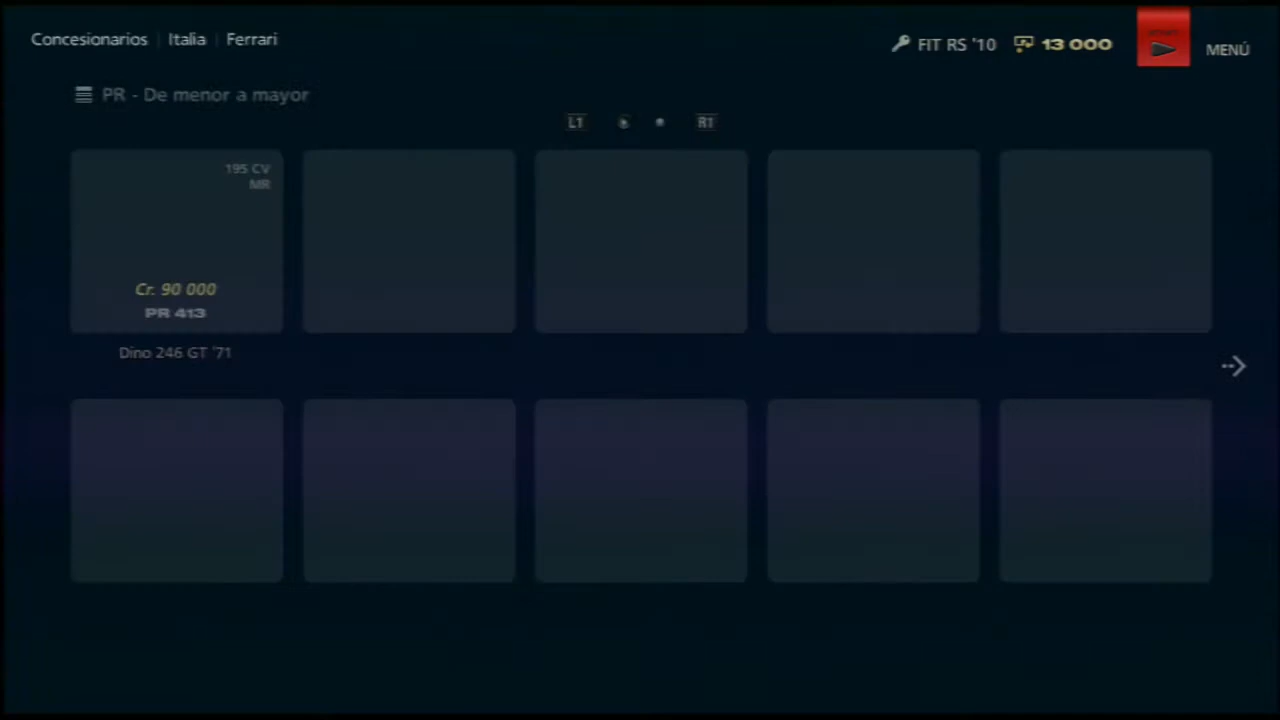 Concesionarios | Italia | Ferrari
FIT RS '10
13 000
MENÚ
PR - De menor a mayor
L1
R1
195 CV
MR
Cr. 90 000
PR 413
Dino 246 GT '71